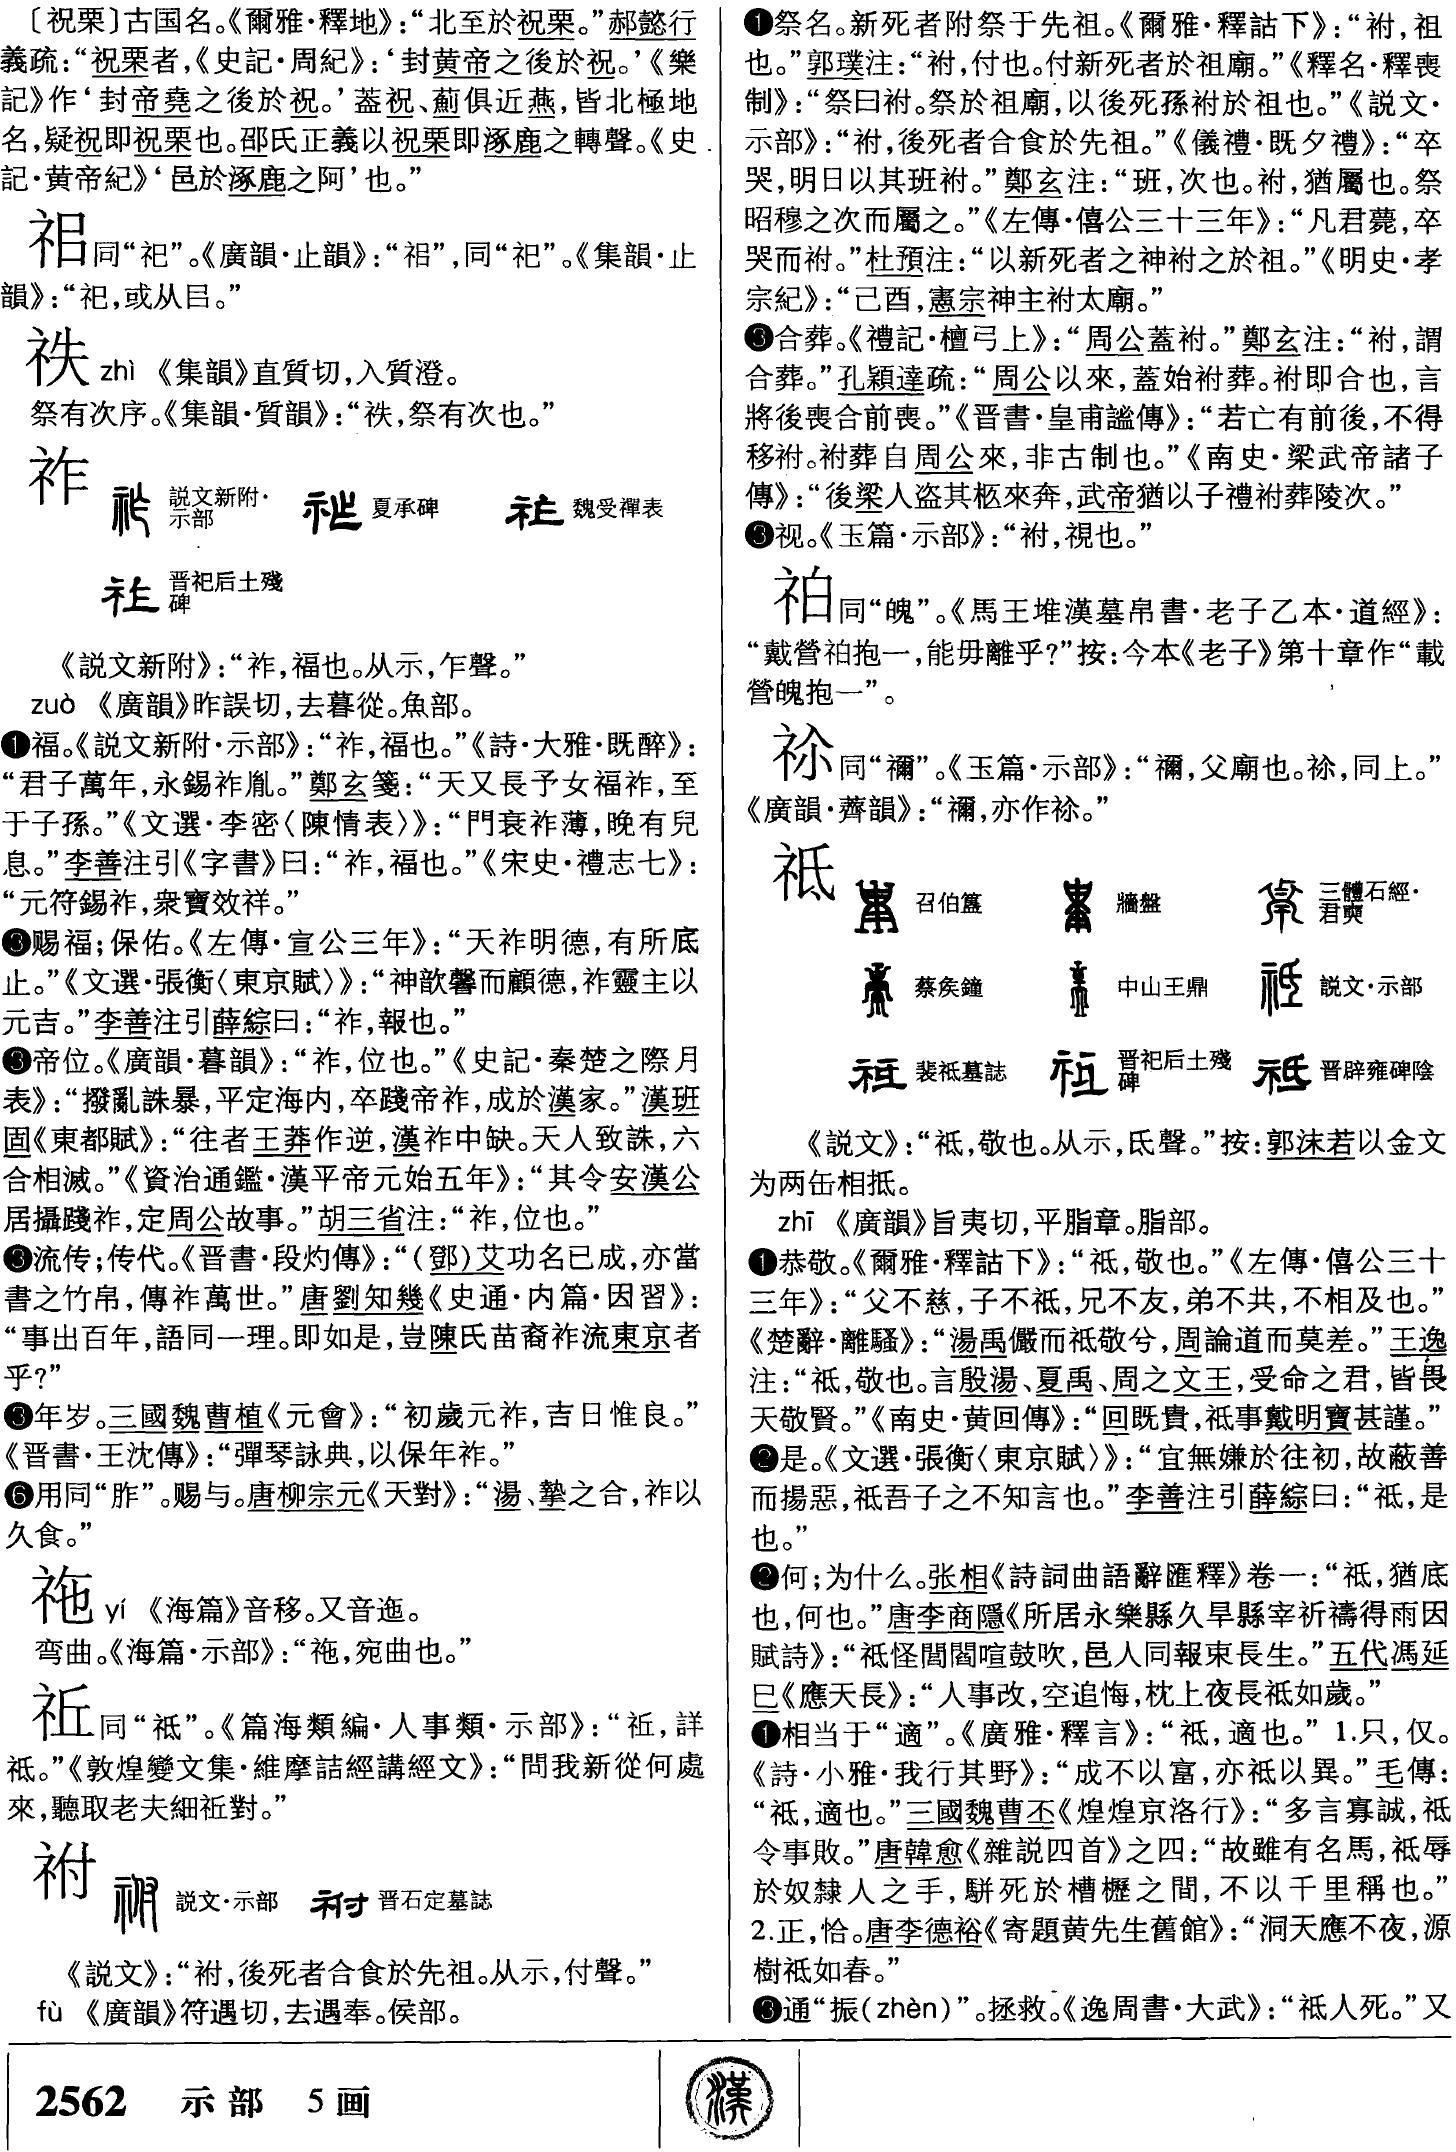 〔祝栗〕古国名。《爾雅·釋地》：“北至於祝栗。”郝懿行
義疏：“祝栗者，《史記·周紀》：‘封黄帝之後於祝。’《樂
記》作‘封帝堯之後於祝。’蓋祝、薊俱近燕，皆北極地
名，疑祝即祝栗也。邵氏正義以祝栗即涿鹿之轉聲。《史
記·黄帝紀》‘邑於涿鹿之阿’也。”
䄫同“祀”。《廣韻·止韻》：“䄫”，同“祀”。《集韻·止
韻》：“祀，或从㠯。”
祑 zhì 《集韻》直質切，入質澄。
祭有次序。《集韻·質韻》：“祑，祭有次也。”
祚 説文新附·示部 夏承碑 魏受禪表
晋祀后土殘碑
《説文新附》：“祚，福也。从示，乍聲。”
zuò 《廣韻》昨誤切，去暮從。魚部。
❶福。《説文新附·示部》：“祚，福也。”《詩·大雅·既醉》：
“君子萬年，永錫祚胤。”鄭玄箋：“天又長予女福祚，至
于子孫。”《文選·李密〈陳情表〉》：“門衰祚薄，晚有兒
息。”李善注引《字書》曰：“祚，福也。”《宋史·禮志七》：
“元符錫祚，衆寶效祥。”
❸赐福；保佑。《左傳·宣公三年》：“天祚明德，有所底
止。”《文選·張衡〈東京賦〉》：“神歆馨而顧德，祚靈主以
元吉。”李善注引薛綜曰：“祚，報也。”
❸帝位。《廣韻·暮韻》：“祚，位也。”《史記·秦楚之際月
表》：“撥亂誅暴，平定海内，卒踐帝祚，成於漢家。”漢班
固《東都賦》：“往者王莽作逆，漢祚中缺。天人致誅，六
合相滅。”《資治通鑑·漢平帝元始五年》：“其令安漢公
居攝踐祚，定周公故事。”胡三省注：“祚，位也。”
❸流传；传代。《晋書·段灼傳》：“（鄧）艾功名已成，亦當
書之竹帛，傳祚萬世。”唐劉知幾《史通·内篇·因習》：
“事出百年，語同一理。即如是，豈陳氏苗裔祚流東京者
乎？”
❸年岁。三國魏曹植《元會》：“初歲元祚，吉日惟良。”
《晋書·王沈傳》：“彈琴詠典，以保年祚。”
❻用同“胙”。赐与。唐柳宗元《天對》：“湯、摯之合，祚以
久食。”
䄬 yí 《海篇》音移。又音迤。
弯曲。《海篇·示部》：“䄬，宛曲也。”
䄪同“祇”。《篇海類編·人事類·示部》：“䄪，詳
祇。”《敦煌變文集·維摩詰經講經文》：“問我新從何處
來，聽取老夫細䄪對。”
祔 説文·示部 晋石定墓誌
《説文》：“祔，後死者合食於先祖。从示，付聲。”
fù 《廣韻》符遇切，去遇奉。侯部。
❶祭名。新死者附祭于先祖。《爾雅·釋詁下》：“祔，祖
也。”郭璞注：“祔，付也。付新死者於祖廟。”《釋名·釋喪
制》：“祭曰祔。祭於祖廟，以後死孫祔於祖也。”《説文·
示部》：“祔，後死者合食於先祖。”《儀禮·既夕禮》：“卒
哭，明日以其班祔。”鄭玄注：“班，次也。祔，猶屬也。祭
昭穆之次而屬之。”《左傳·僖公三十三年》：“凡君薨，卒
哭而祔。”杜預注：“以新死者之神祔之於祖。”《明史·孝
宗紀》：“己酉，憲宗神主祔太廟。”
❸合葬。《禮記·檀弓上》：“周公蓋祔。”鄭玄注：“祔，謂
合葬。”孔穎達疏：“周公以來，蓋始祔葬。祔即合也，言
將後喪合前喪。”《晋書·皇甫謐傳》：“若亡有前後，不得
移祔。祔葬自周公來，非古制也。”《南史·梁武帝諸子
傳》：“後梁人盗其柩來奔，武帝猶以子禮祔葬陵次。”
❸视。《玉篇·示部》：“祔，視也。”
袙同“魄”。《馬王堆漢墓帛書·老子乙本·道經》：
“戴營袙抱一，能毋離乎？”按：今本《老子》第十章作“載
營魄抱一”。
祢同“禰”。《玉篇·示部》：“禰，父廟也。祢，同上。”
《廣韻·薺韻》：“禰，亦作祢。”
祗 召伯簋 牆盤 三體石經·君奭
蔡矦鐘 中山王鼎 説文·示部
裴祗墓誌 晋祀后土殘碑 晋辟雍碑陰
《説文》：“祗，敬也。从示，氐聲。”按：郭沫若以金文
为两缶相抵。
zhī 《廣韻》旨夷切，平脂章。脂部。
❶恭敬。《爾雅·釋詁下》：“祗，敬也。”《左傳·僖公三十
三年》：“父不慈，子不祗，兄不友，弟不共，不相及也。”
《楚辭·離騷》：“湯禹儼而祗敬兮，周論道而莫差。”王逸
注：“祗，敬也。言殷湯、夏禹、周之文王，受命之君，皆畏
天敬賢。”《南史·黄回傳》：“回既貴，祗事戴明寶甚謹。”
❷是。《文選·張衡〈東京賦〉》：“宜無嫌於往初，故蔽善
而揚惡，祗吾子之不知言也。”李善注引薛綜曰：“祗，是
也。”
❷何；为什么。张相《詩詞曲語辭匯釋》卷一：“祗，猶底
也，何也。”唐李商隱《所居永樂縣久旱縣宰祈禱得雨因
賦詩》：“祗怪閭閻喧鼓吹，邑人同報束長生。”五代馮延
巳《應天長》：“人事改，空追悔，枕上夜長祗如歲。”
❶相当于“適”。《廣雅·釋言》：“祗，適也。”1.只，仅。
《詩·小雅·我行其野》：“成不以富，亦祗以異。”毛傳：
“祗，適也。”三國魏曹丕《煌煌京洛行》：“多言寡誠，祗
令事敗。”唐韓愈《雜説四首》之四：“故雖有名馬，祗辱
於奴隸人之手，駢死於槽櫪之間，不以千里稱也。”
2.正，恰。唐李德裕《寄題黄先生舊館》：“洞天應不夜，源
樹祗如春。”
❸通“振（zhèn）”。拯救。《逸周書·大武》：“祗人死。”又
2562 示部 5画
漢